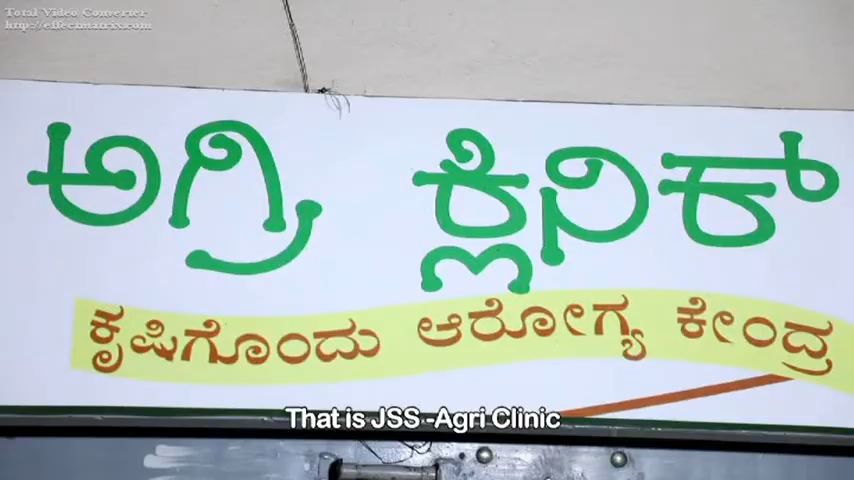 Total Video Converter
http://effectmatrix.com
ಅಗ್ರಿ ಕ್ಲಿನಿಕ್
ಕೃಷಿಗೊಂದು ಆರೋಗ್ಯ ಕೇಂದ್ರ
That is JSS -Agri Clinic